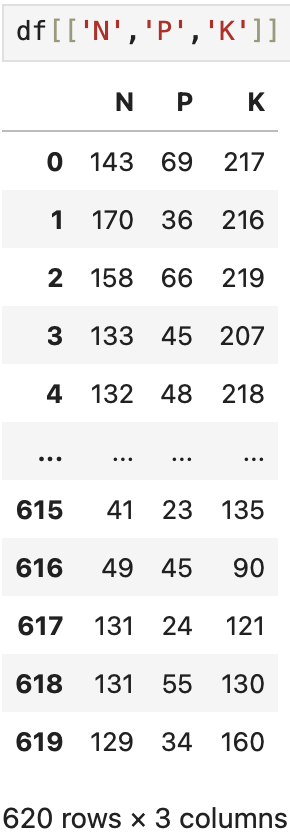 df[['N','P','K']]
N P K
0 143 69 217
1 170 36 216
2 158 66 219
3 133 45 207
4 132 48 218
... ... ... ...
615 41 23 135
616 49 45 90
617 131 24 121
618 131 55 130
619 129 34 160
620 rows × 3 columns